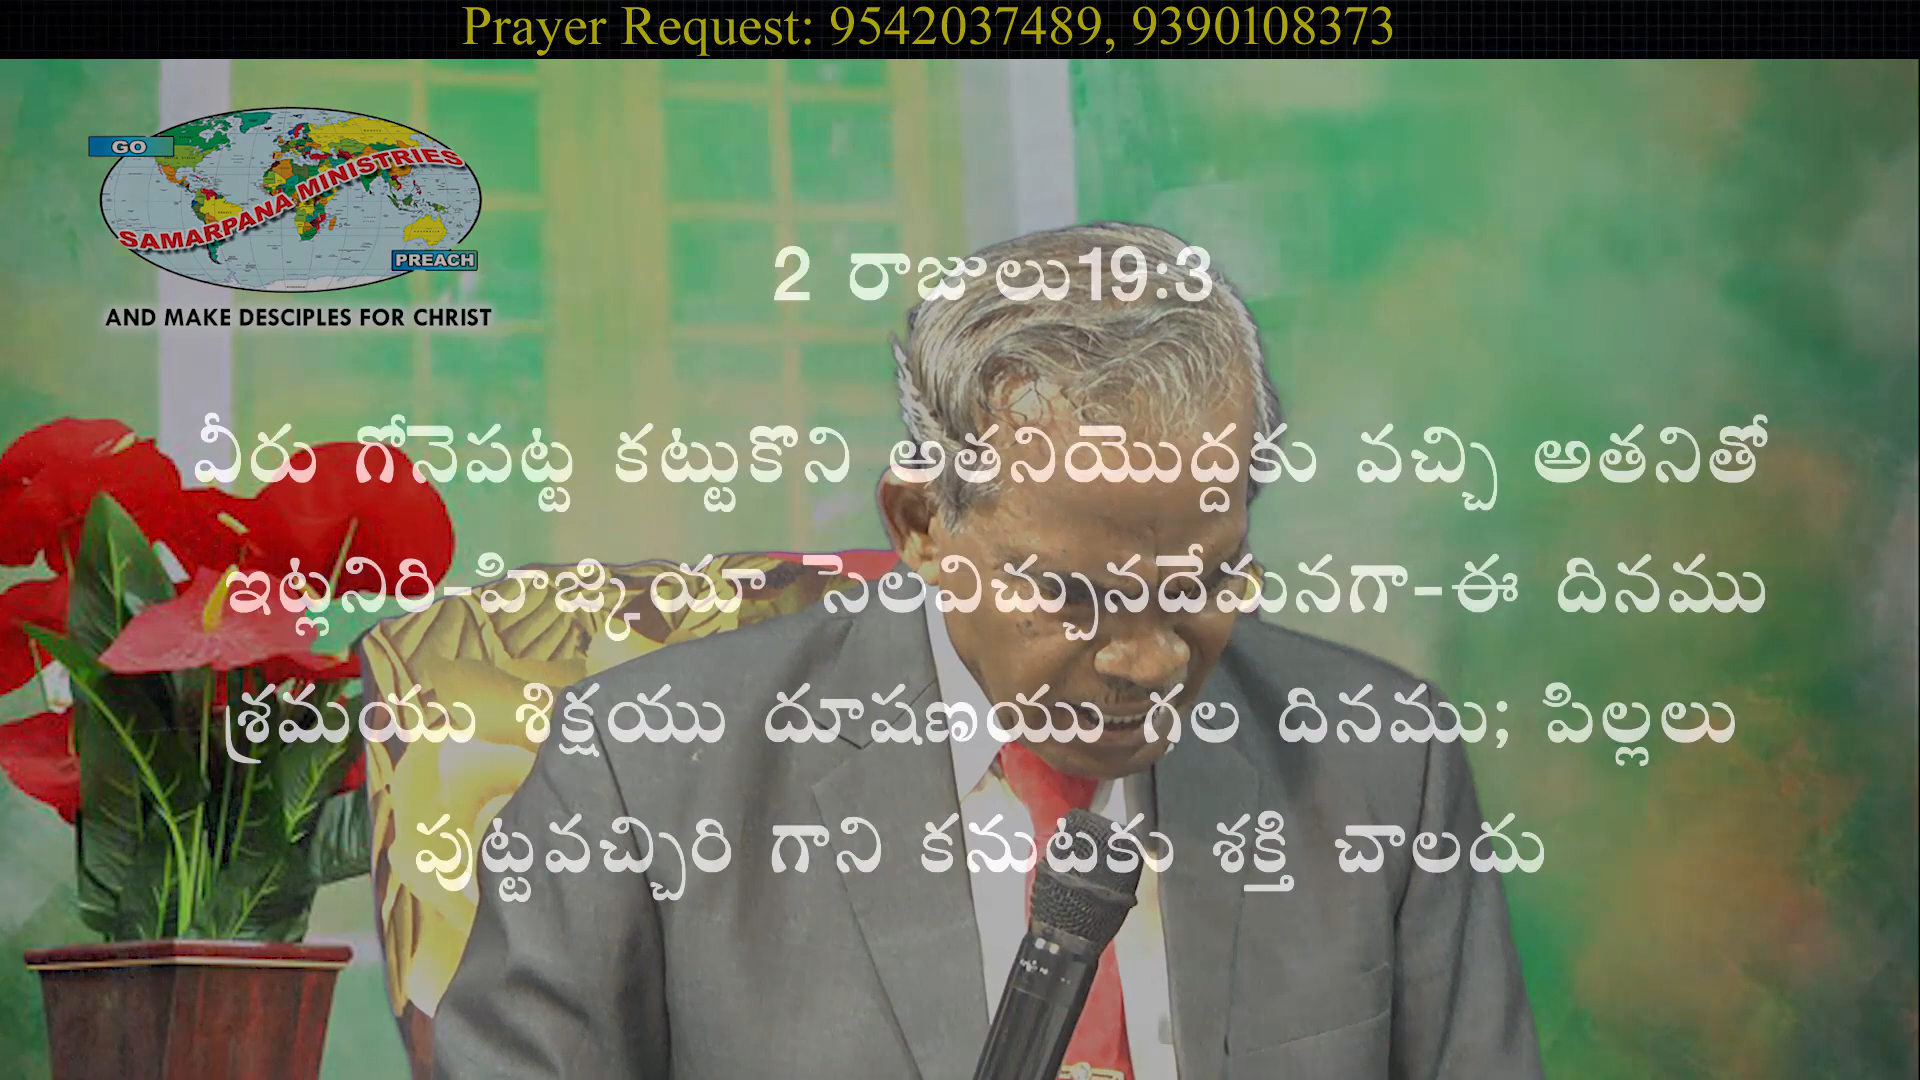 Prayer Request: 9542037489, 9390108373
GO
SAMARPANA MINISTRIES
PREACH
AND MAKE DESCIPLES FOR CHRIST
2 రాజులు19:3
వీరు గోనెపట్ట కట్టుకొని అతనియొద్దకు వచ్చి అతనితో
ఇట్లనిరి-హిజ్కియా సెలవిచ్చునదేమనగా-ఈ దినము
శ్రమయు శిక్షయు దూషణయు గల దినము; పిల్లలు
పుట్టవచ్చిరి గాని కనుటకు శక్తి చాలదు